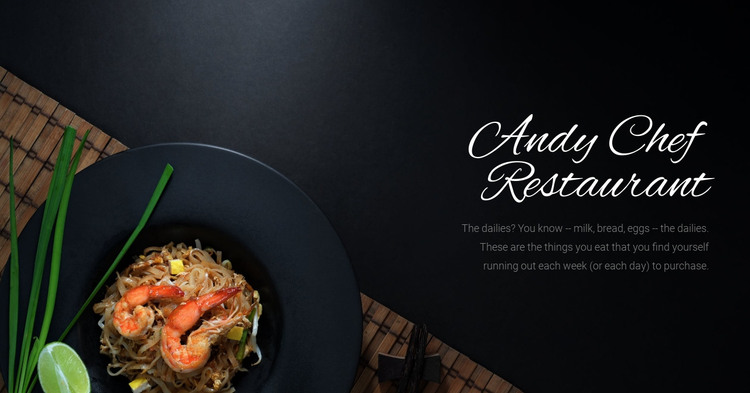 Andy Chef
Restaurant
The dailies? You know -- milk, bread, eggs -- the dailies.
These are the things you eat that you find yourself
running out each week (or each day) to purchase.